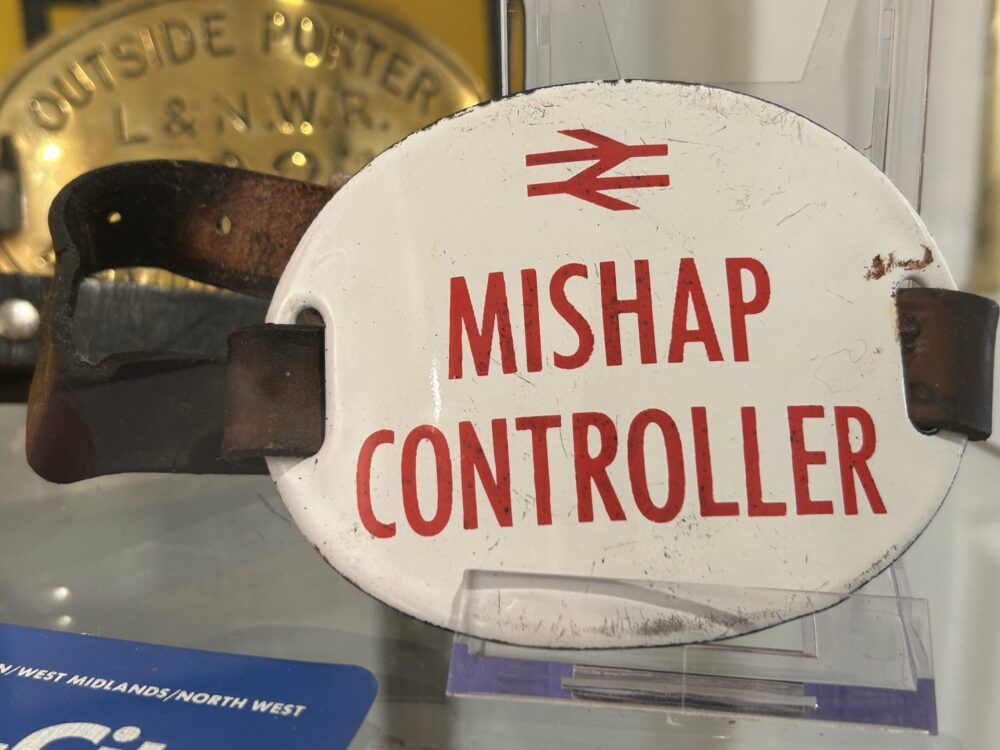 OUTSIDE PORTER
L & N.W.R.
MISHAP
CONTROLLER
/WEST MIDLANDS/NORTH WEST